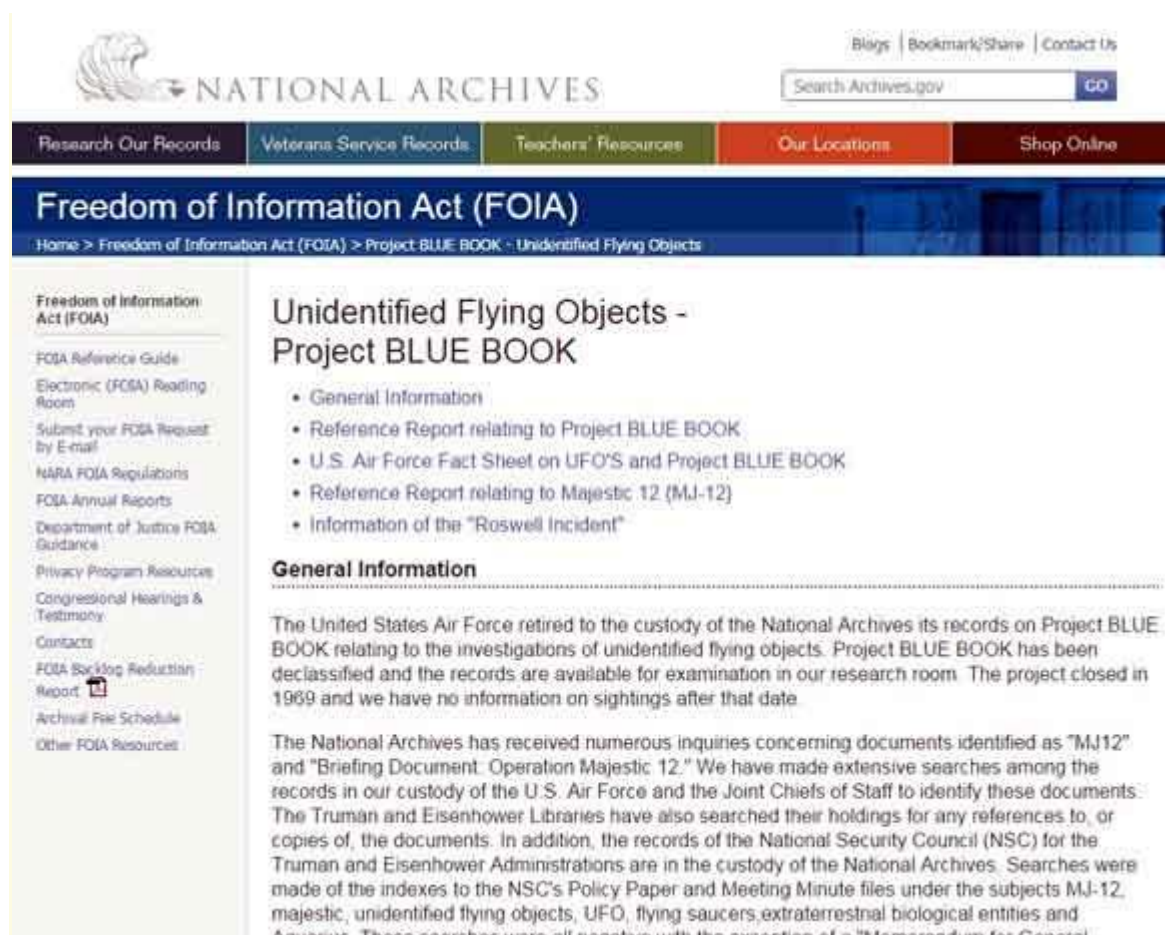 Blogs | Bookmark/Share | Contact Us
NATIONAL ARCHIVES
Search Archives.gov GO
Research Our Records Veterans Service Records Teachers' Resources Our Locations Shop Online
Freedom of Information Act (FOIA)
Home > Freedom of Information Act (FOIA) > Project BLUE BOOK - Unidentified Flying Objects
Freedom of Information
Act (FOIA)
FOIA Reference Guide
Electronic (FOIA) Reading
Room
Submit your FOIA Request
by E-mail
NARA FOIA Regulations
FOIA Annual Reports
Department of Justice FOIA
Guidance
Privacy Program Resources
Congressional Hearings &
Testimony
Contacts
FOIA Backlog Reduction
Report
Archival Fee Schedule
Other FOIA Resources
Unidentified Flying Objects -
Project BLUE BOOK
• General Information
• Reference Report relating to Project BLUE BOOK
• U.S. Air Force Fact Sheet on UFO'S and Project BLUE BOOK
• Reference Report relating to Majestic 12 (MJ-12)
• Information of the "Roswell Incident"
General Information
The United States Air Force retired to the custody of the National Archives its records on Project BLUE
BOOK relating to the investigations of unidentified flying objects. Project BLUE BOOK has been
declassified and the records are available for examination in our research room. The project closed in
1969 and we have no information on sightings after that date.
The National Archives has received numerous inquiries concerning documents identified as "MJ12"
and "Briefing Document: Operation Majestic 12." We have made extensive searches among the
records in our custody of the U.S. Air Force and the Joint Chiefs of Staff to identify these documents.
The Truman and Eisenhower Libraries have also searched their holdings for any references to, or
copies of, the documents. In addition, the records of the National Security Council (NSC) for the
Truman and Eisenhower Administrations are in the custody of the National Archives. Searches were
made of the indexes to the NSC's Policy Paper and Meeting Minute files under the subjects MJ-12,
majestic, unidentified flying objects, UFO, flying saucers,extraterrestrial biological entities and
Aquarius. These searches were all negative with the exception of a "Memorandum for General